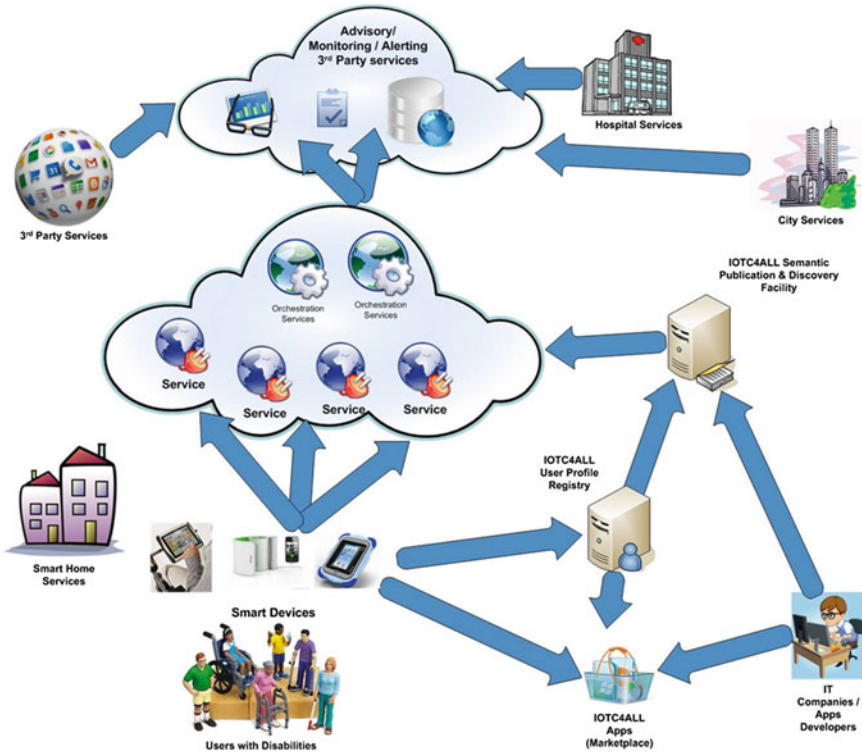 Advisory/
Monitoring / Alerting
3rd Party services
Hospital Services
3rd Party Services
City Services
Orchestration
Services
Orchestration
Services
IOTC4ALL Semantic
Publication & Discovery
Facility
Service
Service
Service
Service
IOTC4ALL
User Profile
Registry
Smart Home
Services
Smart Devices
Users with Disabilities
IOTC4ALL
Apps
(Marketplace)
IT
Companies /
Apps
Developers